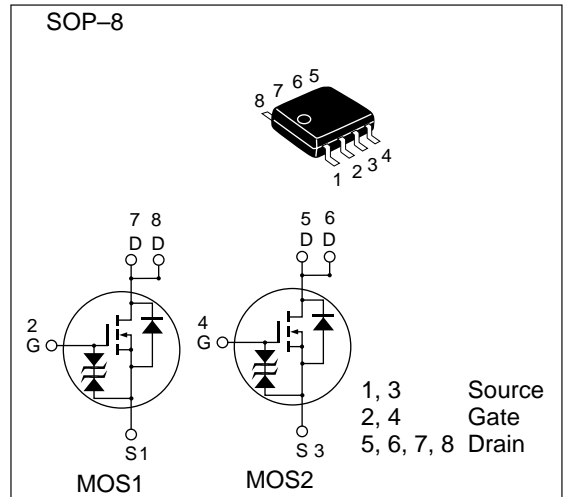 SOP–8
8 7 6 5
1 2 3 4
7 8
D D
5 6
D D
2
G
4
G
S 1
S 3
MOS1
MOS2
1, 3 Source
2, 4 Gate
5, 6, 7, 8 Drain